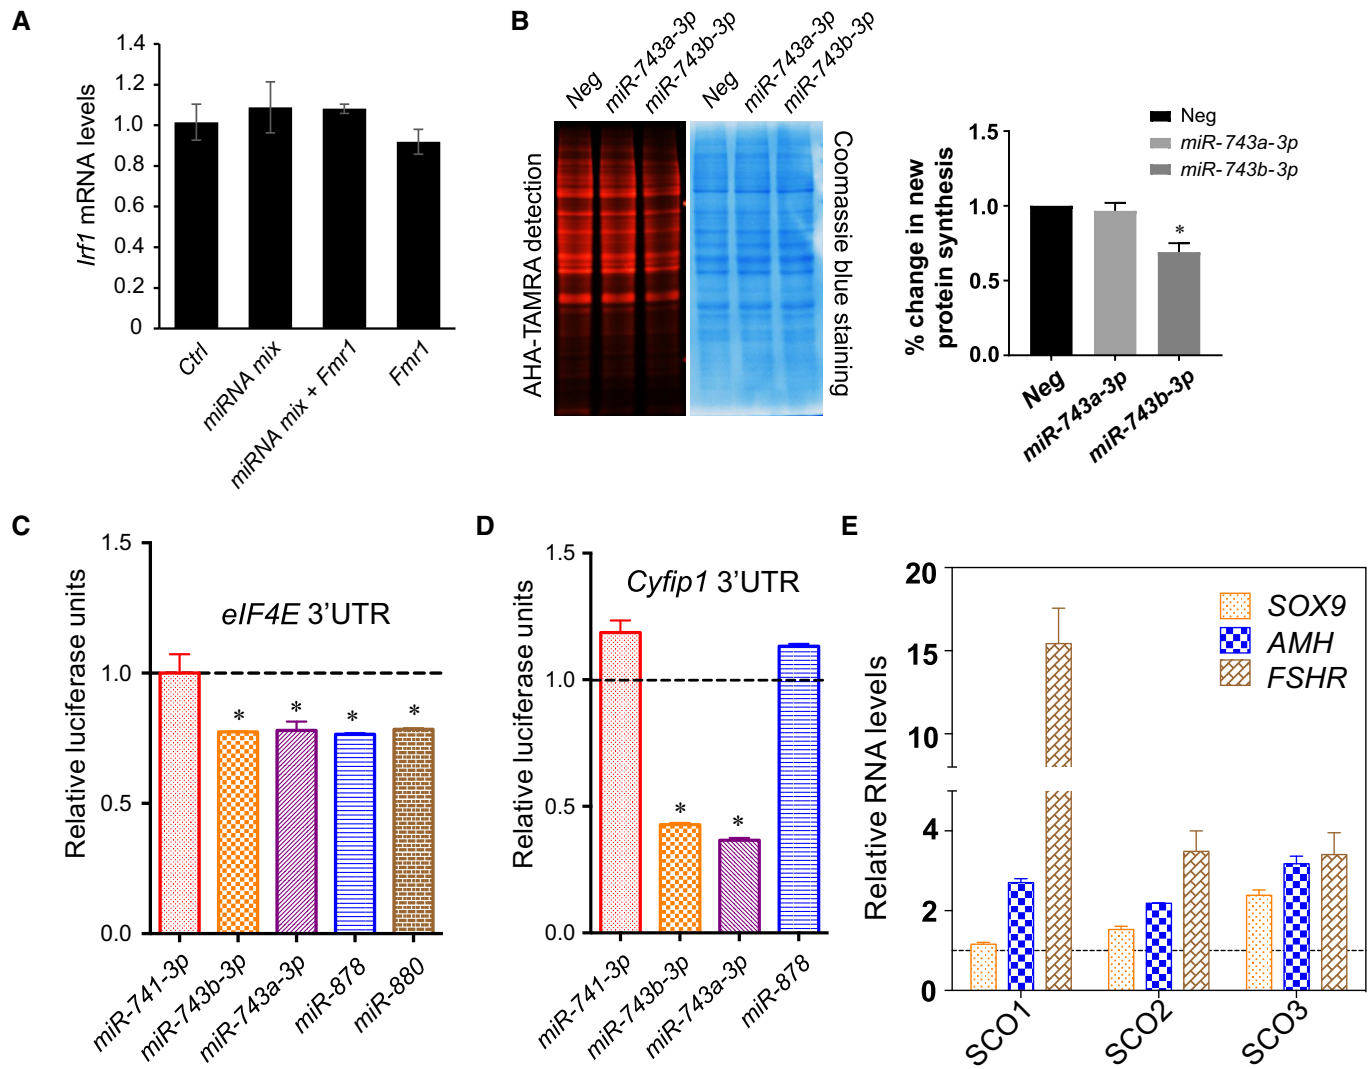 A
1.4
1.2
1.0
0.8
0.6
0.4
0.2
0
Irf1 mRNA levels
Ctrl
miRNA mix
miRNA mix + Fmr1
Fmr1
B
Neg
miR-743a-3p
miR-743b-3p
Neg
miR-743a-3p
miR-743b-3p
AHA-TAMRA detection
Coomassie blue staining
Neg
miR-743a-3p
miR-743b-3p
% change in new
protein synthesis
1.5
1.0
0.5
0.0
*
Neg
miR-743a-3p
miR-743b-3p
C
Relative luciferase units
1.5
1.0
0.5
0.0
eIF4E 3’UTR
* * * *
miR-741-3p
miR-743b-3p
miR-743a-3p
miR-878
miR-880
D
Relative luciferase units
1.5
1.0
0.5
0.0
Cyfip1 3’UTR
* *
miR-741-3p
miR-743b-3p
miR-743a-3p
miR-878
E
Relative RNA levels
20
15
10
4
2
0
SOX9
AMH
FSHR
SCO1
SCO2
SCO3